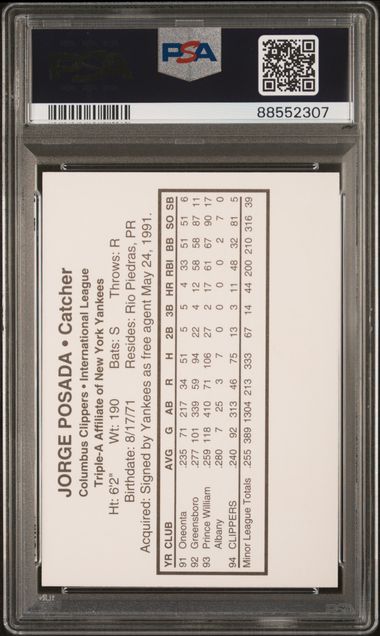 PSA
88552307
JORGE POSADA • Catcher
Columbus Clippers • International League
Triple-A Affiliate of New York Yankees
Ht: 6'2" Wt: 190 Bats: S Throws: R
Birthdate: 8/17/71 Resides: Rio Piedras, PR
Acquired: Signed by Yankees as free agent May 24, 1991.
YR CLUB AVG G AB R H 2B 3B HR RBI BB SO SB
91 Oneonta .235 71 217 34 51 5 5 4 33 51 51 6
92 Greensboro .277 101 339 59 94 22 4 12 58 58 87 11
93 Prince William .259 118 410 71 106 27 2 17 61 67 90 17
Albany .280 7 25 3 7 0 0 0 0 2 7 0
94 CLIPPERS .240 92 313 46 75 13 3 11 48 32 81 5
Minor League Totals .255 389 1304 213 333 67 14 44 200 210 316 39